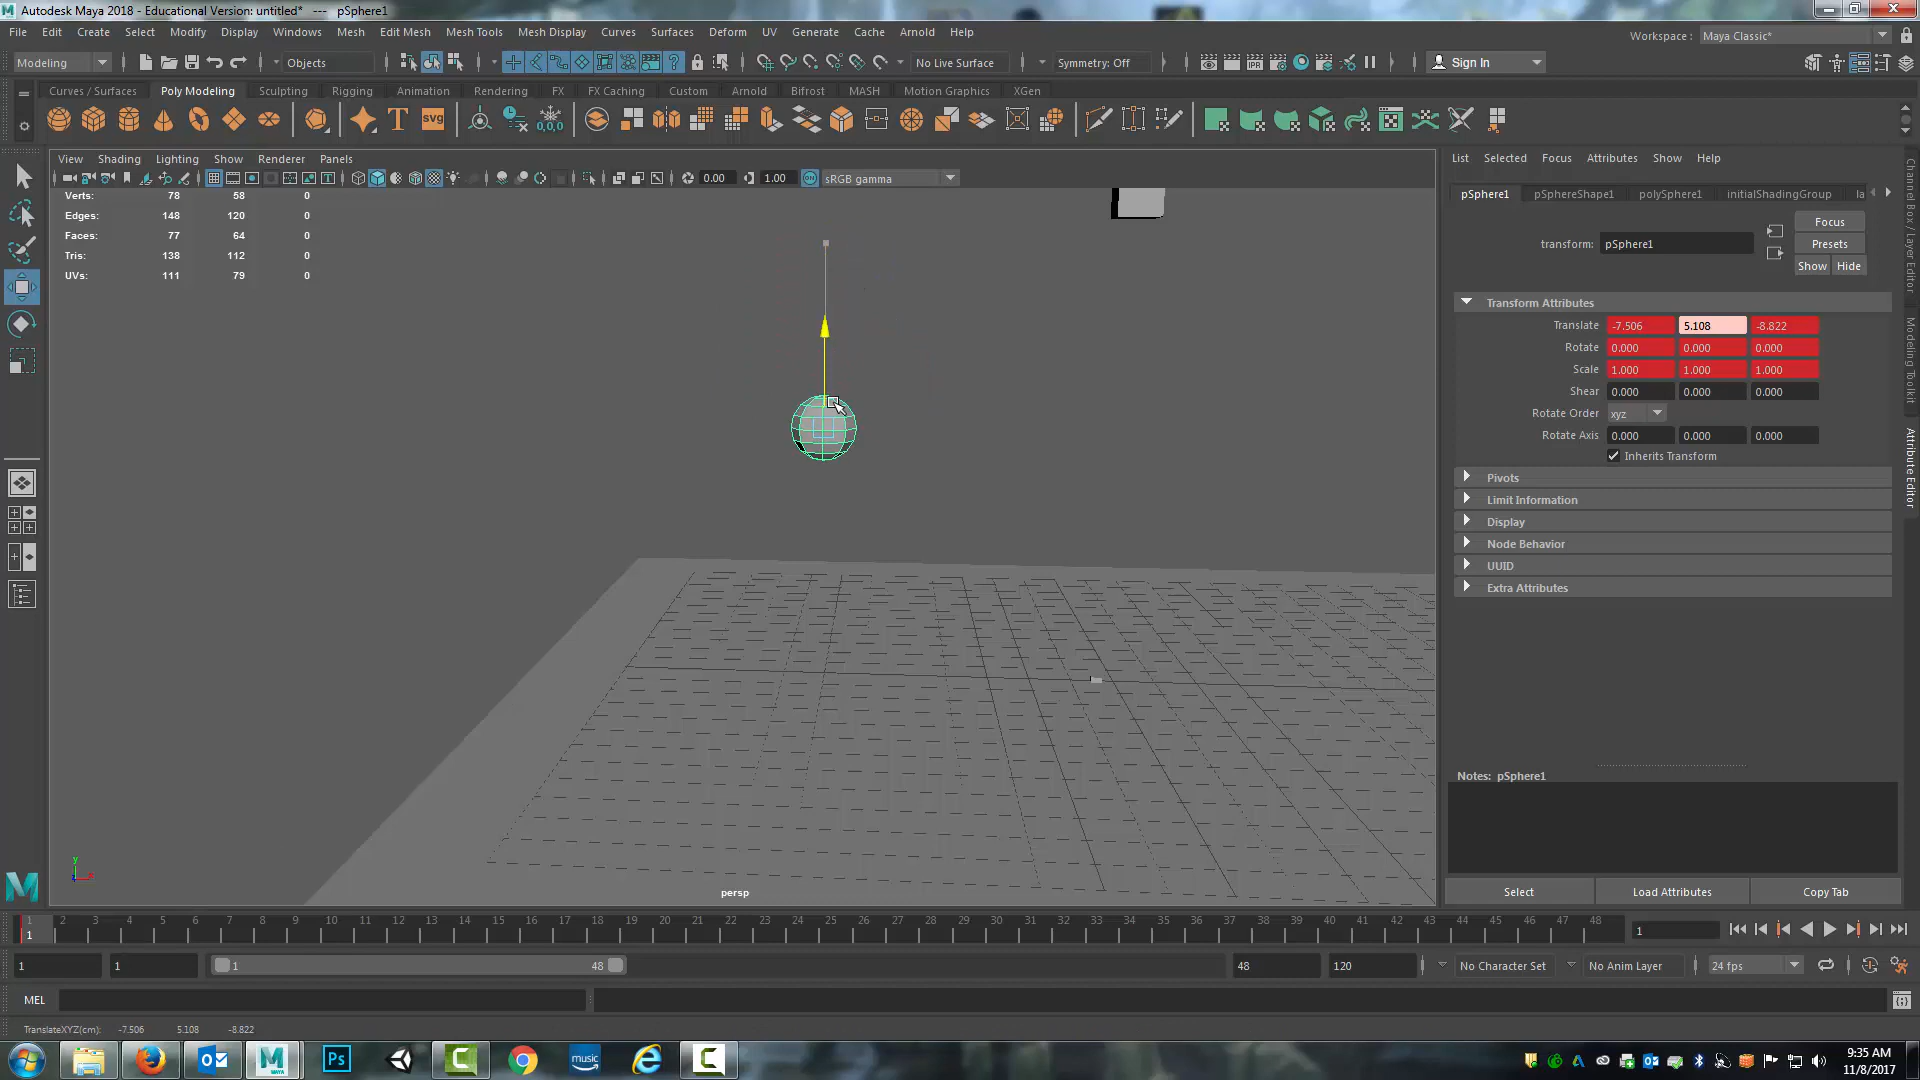 Autodesk Maya 2018 - Educational Version: untitled* --- pSphere1
File Edit Create Select Modify Display Windows Mesh Edit Mesh Mesh Tools Mesh Display Curves Surfaces Deform UV Generate Cache Arnold Help
Workspace : Maya Classic*
Modeling Objects No Live Surface Symmetry: Off Sign In
Curves / Surfaces Poly Modeling Sculpting Rigging Animation Rendering FX FX Caching Custom Arnold Bifrost MASH Motion Graphics XGen
View Shading Lighting Show Renderer Panels
0.00 1.00 sRGB gamma
Verts: 78 58 0
Edges: 148 120 0
Faces: 77 64 0
Tris: 138 112 0
UVs: 111 79 0
persp
List Selected Focus Attributes Show Help
pSphere1 pSphereShape1 polySphere1 initialShadingGroup la
Focus
transform: pSphere1
Presets
Show Hide
Transform Attributes
Translate -7.506 5.108 -8.822
Rotate 0.000 0.000 0.000
Scale 1.000 1.000 1.000
Shear 0.000 0.000 0.000
Rotate Order xyz
Rotate Axis 0.000 0.000 0.000
Inherits Transform
Pivots
Limit Information
Display
Node Behavior
UUID
Extra Attributes
Notes: pSphere1
Select Load Attributes Copy Tab
Channel Box / Layer Editor
Modeling Toolkit
Attribute Editor
1 2 3 4 5 6 7 8 9 10 11 12 13 14 15 16 17 18 19 20 21 22 23 24 25 26 27 28 29 30 31 32 33 34 35 36 37 38 39 40 41 42 43 44 45 46 47 48
1 1
1 1 1 48 48 120 No Character Set No Anim Layer 24 fps
MEL
TranslateXYZ(cm): -7.506 5.108 -8.822
9:35 AM
11/8/2017